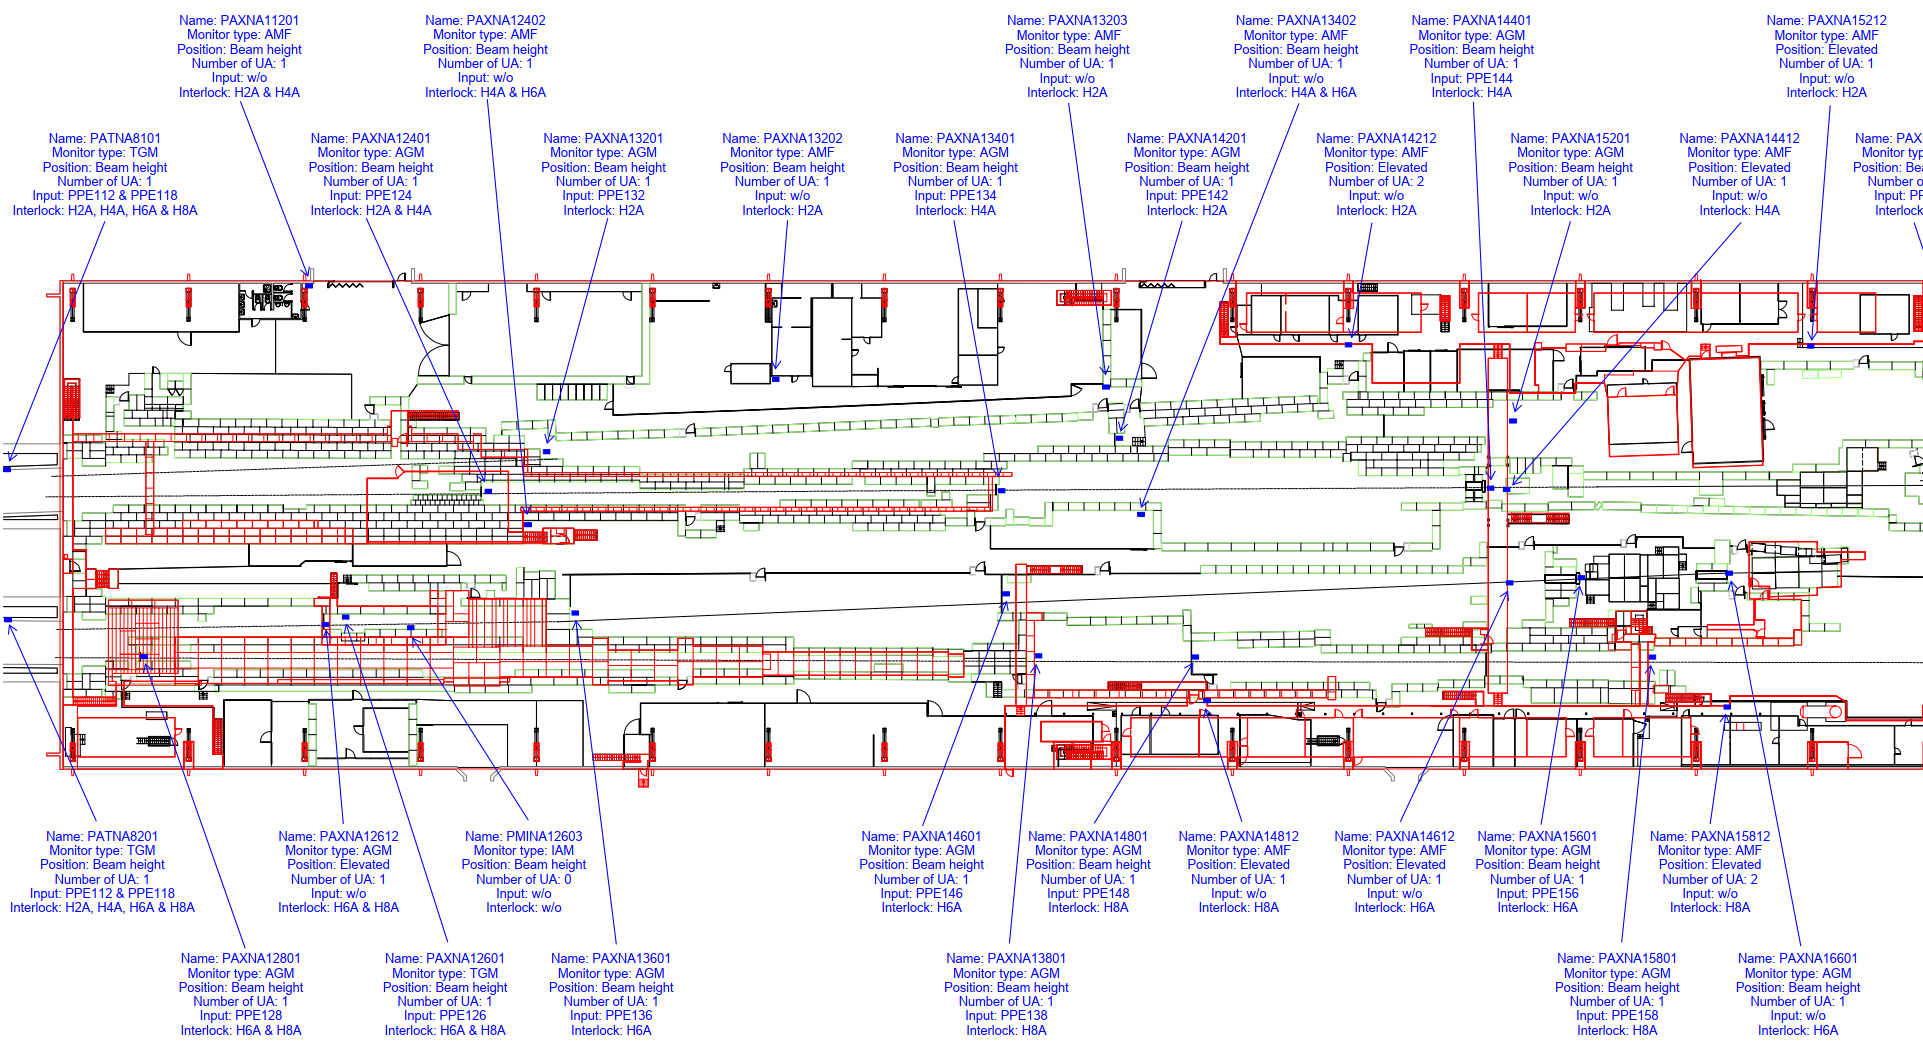 Name: PAXNA11201
Monitor type: AMF
Position: Beam height
Number of UA: 1
Input: w/o
Interlock: H2A & H4A
Name: PAXNA12402
Monitor type: AMF
Position: Beam height
Number of UA: 1
Input: w/o
Interlock: H4A & H6A
Name: PAXNA13203
Monitor type: AMF
Position: Beam height
Number of UA: 1
Input: w/o
Interlock: H2A
Name: PAXNA13402
Monitor type: AMF
Position: Beam height
Number of UA: 1
Input: w/o
Interlock: H4A & H6A
Name: PAXNA14401
Monitor type: AGM
Position: Beam height
Number of UA: 1
Input: PPE144
Interlock: H4A
Name: PAXNA15212
Monitor type: AMF
Position: Elevated
Number of UA: 1
Input: w/o
Interlock: H2A
Name: PATNA8101
Monitor type: TGM
Position: Beam height
Number of UA: 1
Input: PPE112 & PPE118
Interlock: H2A, H4A, H6A & H8A
Name: PAXNA12401
Monitor type: AGM
Position: Beam height
Number of UA: 1
Input: PPE124
Interlock: H2A & H4A
Name: PAXNA13201
Monitor type: AGM
Position: Beam height
Number of UA: 1
Input: PPE132
Interlock: H2A
Name: PAXNA13202
Monitor type: AMF
Position: Beam height
Number of UA: 1
Input: w/o
Interlock: H2A
Name: PAXNA13401
Monitor type: AGM
Position: Beam height
Number of UA: 1
Input: PPE134
Interlock: H4A
Name: PAXNA14201
Monitor type: AGM
Position: Beam height
Number of UA: 1
Input: PPE142
Interlock: H2A
Name: PAXNA14212
Monitor type: AMF
Position: Elevated
Number of UA: 2
Input: w/o
Interlock: H2A
Name: PAXNA15201
Monitor type: AGM
Position: Beam height
Number of UA: 1
Input: w/o
Interlock: H2A
Name: PAXNA14412
Monitor type: AMF
Position: Elevated
Number of UA: 1
Input: w/o
Interlock: H4A
Name: PAX
Monitor typ
Position: Bea
Number o
Input: PP
Interlock
Name: PATNA8201
Monitor type: TGM
Position: Beam height
Number of UA: 1
Input: PPE112 & PPE118
Interlock: H2A, H4A, H6A & H8A
Name: PAXNA12612
Monitor type: AGM
Position: Elevated
Number of UA: 1
Input: w/o
Interlock: H6A & H8A
Name: PMINA12603
Monitor type: IAM
Position: Beam height
Number of UA: 0
Input: w/o
Interlock: w/o
Name: PAXNA14601
Monitor type: AGM
Position: Beam height
Number of UA: 1
Input: PPE146
Interlock: H6A
Name: PAXNA14801
Monitor type: AGM
Position: Beam height
Number of UA: 1
Input: PPE148
Interlock: H8A
Name: PAXNA14812
Monitor type: AMF
Position: Elevated
Number of UA: 1
Input: w/o
Interlock: H8A
Name: PAXNA14612
Monitor type: AMF
Position: Elevated
Number of UA: 1
Input: w/o
Interlock: H6A
Name: PAXNA15601
Monitor type: AGM
Position: Beam height
Number of UA: 1
Input: PPE156
Interlock: H6A
Name: PAXNA15812
Monitor type: AMF
Position: Elevated
Number of UA: 2
Input: w/o
Interlock: H8A
Name: PAXNA12801
Monitor type: AGM
Position: Beam height
Number of UA: 1
Input: PPE128
Interlock: H6A & H8A
Name: PAXNA12601
Monitor type: TGM
Position: Beam height
Number of UA: 1
Input: PPE126
Interlock: H6A & H8A
Name: PAXNA13601
Monitor type: AGM
Position: Beam height
Number of UA: 1
Input: PPE136
Interlock: H6A
Name: PAXNA13801
Monitor type: AGM
Position: Beam height
Number of UA: 1
Input: PPE138
Interlock: H8A
Name: PAXNA15801
Monitor type: AGM
Position: Beam height
Number of UA: 1
Input: PPE158
Interlock: H8A
Name: PAXNA16601
Monitor type: AGM
Position: Beam height
Number of UA: 1
Input: w/o
Interlock: H6A